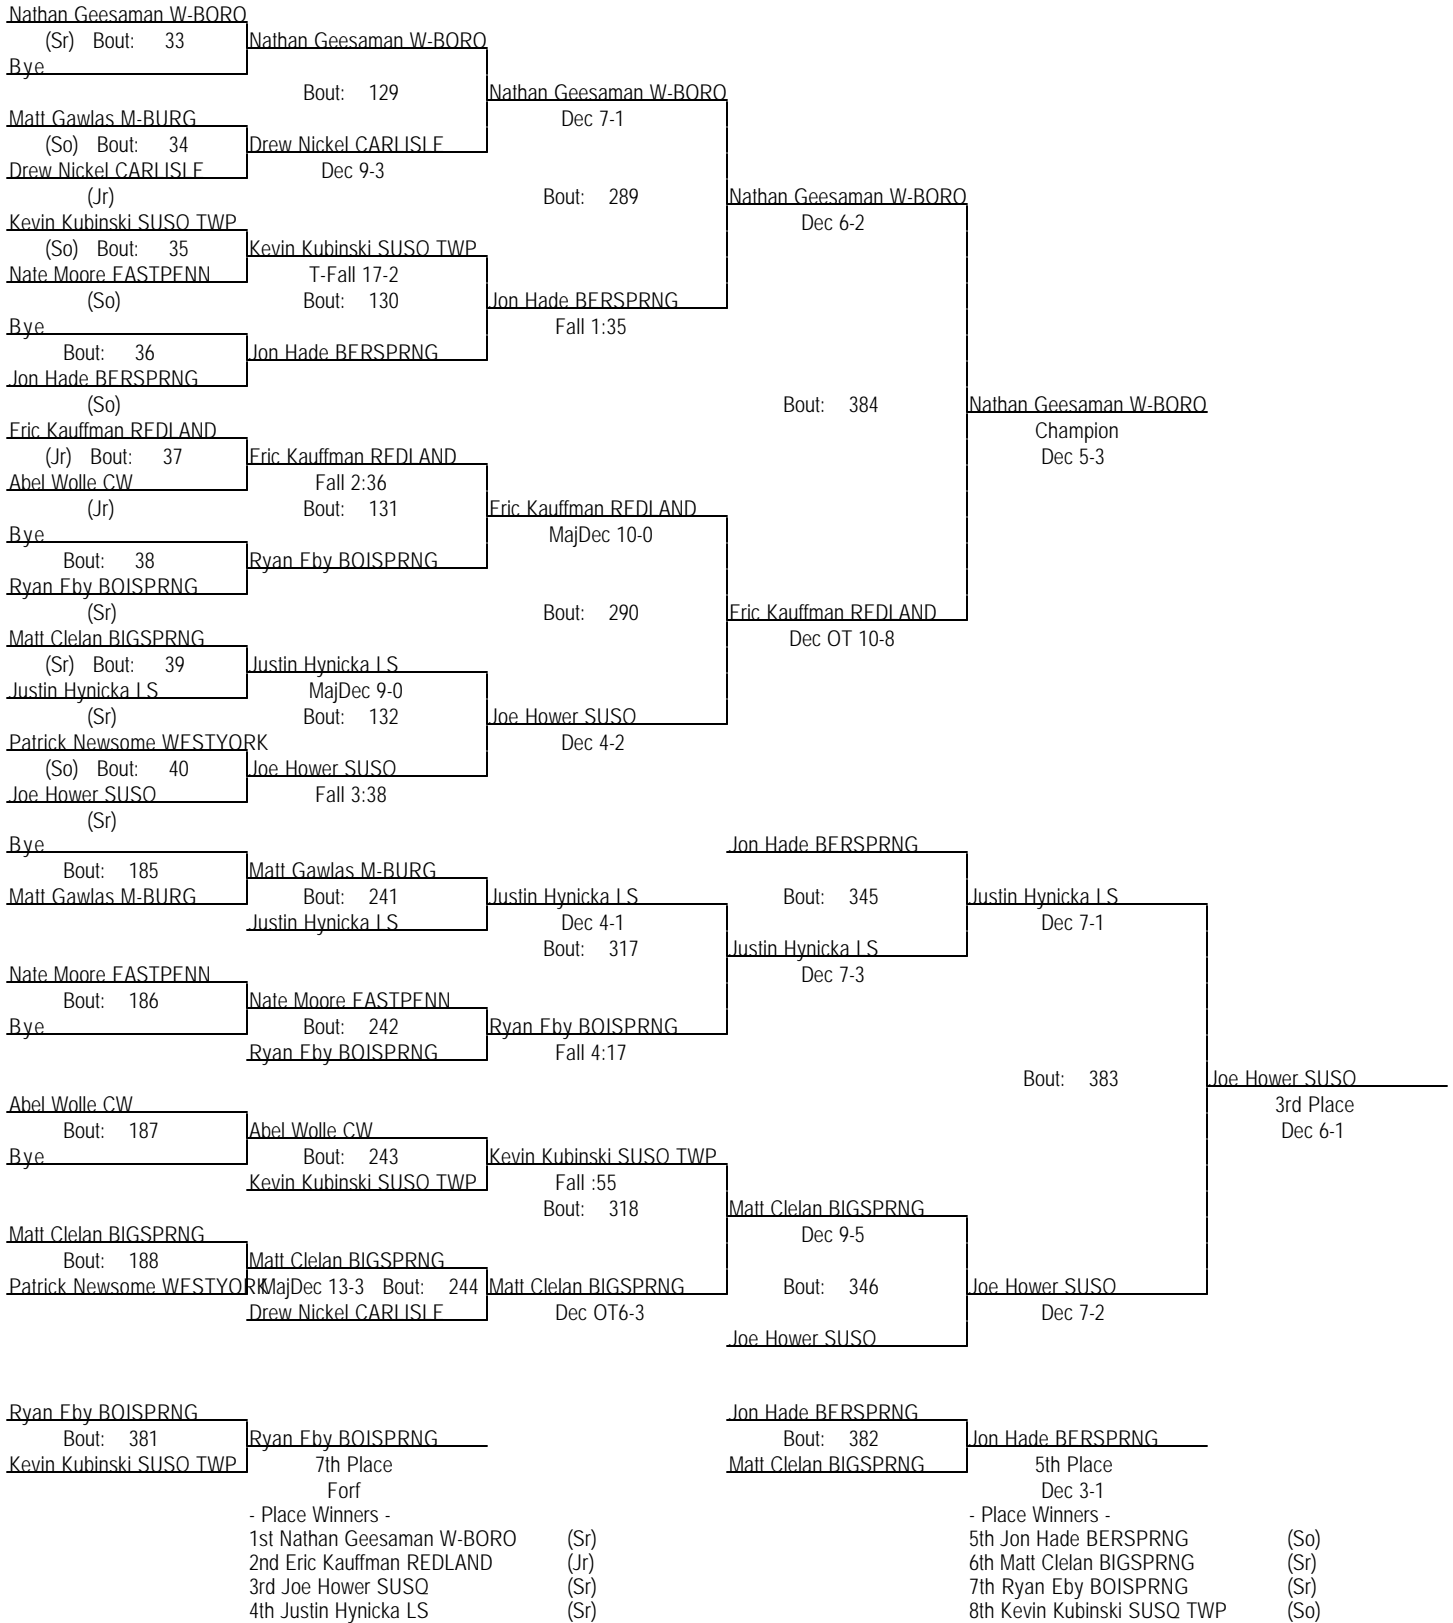 Nathan Geesaman W-BORO
(Sr) Bout: 33 Nathan Geesaman W-BORO
Bye
Bout: 129 Nathan Geesaman W-BORO
Matt Gawlas M-BURG Dec 7-1
(So) Bout: 34 Drew Nickel CARLISLE
Drew Nickel CARLISLE Dec 9-3
(Jr) Bout: 289 Nathan Geesaman W-BORO
Kevin Kubinski SUSQ TWP Dec 6-2
(So) Bout: 35 Kevin Kubinski SUSQ TWP
Nate Moore EASTPENN T-Fall 17-2
(So) Bout: 130 Jon Hade BERSPRNG
Bye Fall 1:35
Bout: 36 Jon Hade BERSPRNG
Jon Hade BERSPRNG
(So) Bout: 384 Nathan Geesaman W-BORO
Eric Kauffman REDLAND Champion
(Jr) Bout: 37 Eric Kauffman REDLAND Dec 5-3
Abel Wolle CW Fall 2:36
(Jr) Bout: 131 Eric Kauffman REDLAND
Bye MajDec 10-0
Bout: 38 Ryan Eby BOISPRNG
Ryan Eby BOISPRNG
(Sr) Bout: 290 Eric Kauffman REDLAND
Matt Clelan BIGSPRNG Dec OT 10-8
(Sr) Bout: 39 Justin Hynicka LS
Justin Hynicka LS MajDec 9-0
(Sr) Bout: 132 Joe Hower SUSQ
Patrick Newsome WESTYORK Dec 4-2
(So) Bout: 40 Joe Hower SUSQ
Joe Hower SUSQ Fall 3:38
(Sr)
Bye Jon Hade BERSPRNG
Bout: 185 Matt Gawlas M-BURG
Matt Gawlas M-BURG Bout: 241 Justin Hynicka LS Bout: 345 Justin Hynicka LS
Justin Hynicka LS Dec 4-1 Dec 7-1
Bout: 317 Justin Hynicka LS
Nate Moore EASTPENN Dec 7-3
Bout: 186 Nate Moore EASTPENN
Bye Bout: 242 Ryan Eby BOISPRNG
Ryan Eby BOISPRNG Fall 4:17
Bout: 383 Joe Hower SUSQ
Abel Wolle CW 3rd Place
Bout: 187 Abel Wolle CW Dec 6-1
Bye Bout: 243 Kevin Kubinski SUSQ TWP
Kevin Kubinski SUSQ TWP Fall :55
Bout: 318 Matt Clelan BIGSPRNG
Matt Clelan BIGSPRNG Dec 9-5
Bout: 188 Matt Clelan BIGSPRNG
Patrick Newsome WESTYORK MajDec 13-3 Bout: 244 Matt Clelan BIGSPRNG Bout: 346 Joe Hower SUSQ
Drew Nickel CARLISLE Dec OT6-3 Dec 7-2
Joe Hower SUSQ
Ryan Eby BOISPRNG Jon Hade BERSPRNG
Bout: 381 Ryan Eby BOISPRNG Bout: 382 Jon Hade BERSPRNG
Kevin Kubinski SUSQ TWP 7th Place Matt Clelan BIGSPRNG 5th Place
Forf Dec 3-1
- Place Winners - - Place Winners -
1st Nathan Geesaman W-BORO (Sr) 5th Jon Hade BERSPRNG (So)
2nd Eric Kauffman REDLAND (Jr) 6th Matt Clelan BIGSPRNG (Sr)
3rd Joe Hower SUSQ (Sr) 7th Ryan Eby BOISPRNG (Sr)
4th Justin Hynicka LS (Sr) 8th Kevin Kubinski SUSQ TWP (So)